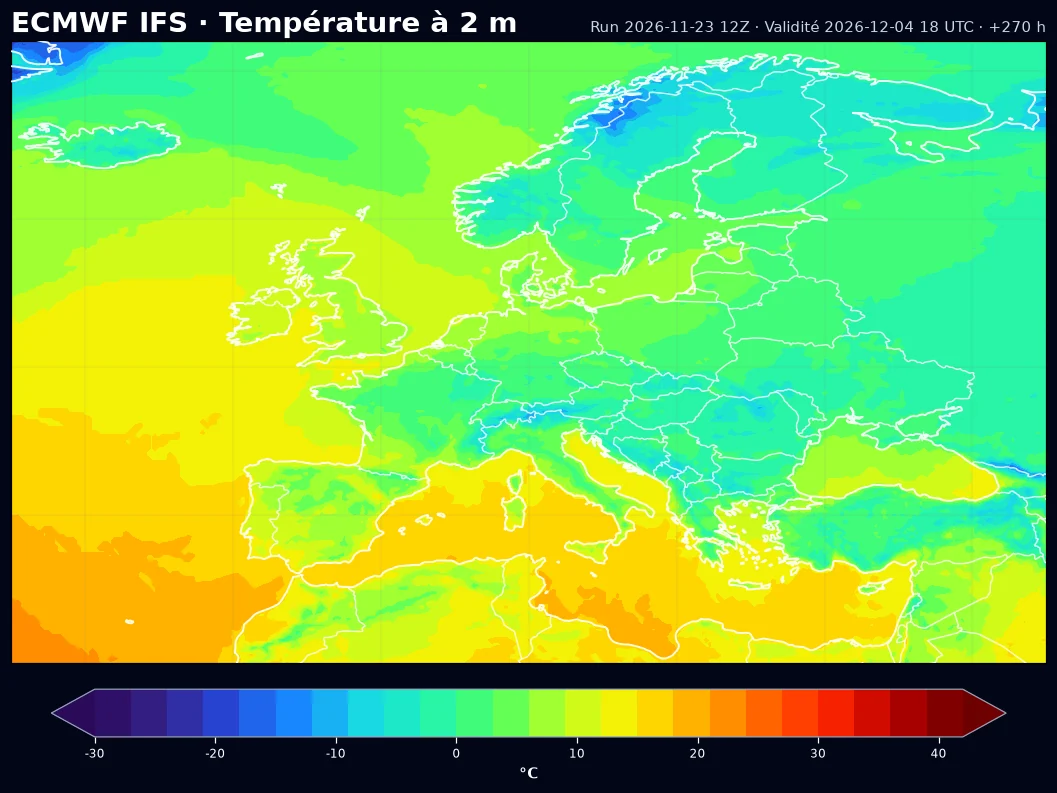 ECMWF IFS · Température à 2 m
Run 2026-11-23 12Z · Validité 2026-12-04 18 UTC · +270 h
-30 -20 -10 0 10 20 30 40
°C